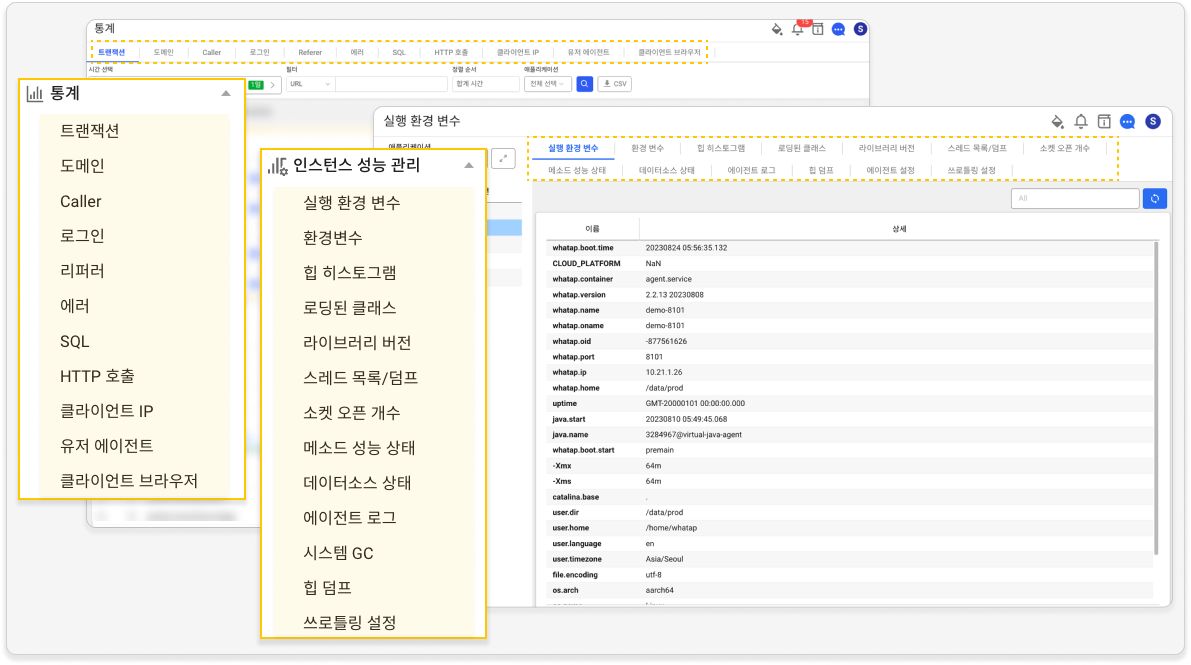 통계
15
S
트랜잭션 도메인 Caller 로그인 Referer 에러 SQL HTTP 호출 클라이언트 IP 유저 에이전트 클라이언트 브라우저
시간 선택 필터 정렬 순서 애플리케이션
1일 URL 합계 시간 전체 선택 CSV
통계
트랜잭션
도메인
Caller
로그인
리퍼러
에러
SQL
HTTP 호출
클라이언트 IP
유저 에이전트
클라이언트 브라우저
인스턴스 성능 관리
실행 환경 변수
환경변수
힙 히스토그램
로딩된 클래스
라이브러리 버전
스레드 목록/덤프
소켓 오픈 개수
메소드 성능 상태
데이터소스 상태
에이전트 로그
시스템 GC
힙 덤프
쓰로틀링 설정
실행 환경 변수
S
실행 환경 변수 환경 변수 힙 히스토그램 로딩된 클래스 라이브러리 버전 스레드 목록/덤프 소켓 오픈 개수
메소드 성능 상태 데이터소스 상태 에이전트 로그 힙 덤프 에이전트 설정 쓰로틀링 설정
All
이름 상세
whatap.boot.time 20230824 05:56:35.132
CLOUD_PLATFORM NaN
whatap.container agent.service
whatap.version 2.2.13 20230808
whatap.name demo-8101
whatap.oname demo-8101
whatap.oid -877561626
whatap.port 8101
whatap.ip 10.21.1.26
whatap.home /data/prod
uptime GMT-20000101 00:00:00.000
java.start 20230810 05:49:45.068
java.name 3284967@virtual-java-agent
whatap.boot.start premain
-Xmx 64m
-Xms 64m
catalina.base .
user.dir /data/prod
user.home /home/whatap
user.language en
user.timezone Asia/Seoul
file.encoding utf-8
os.arch aarch64